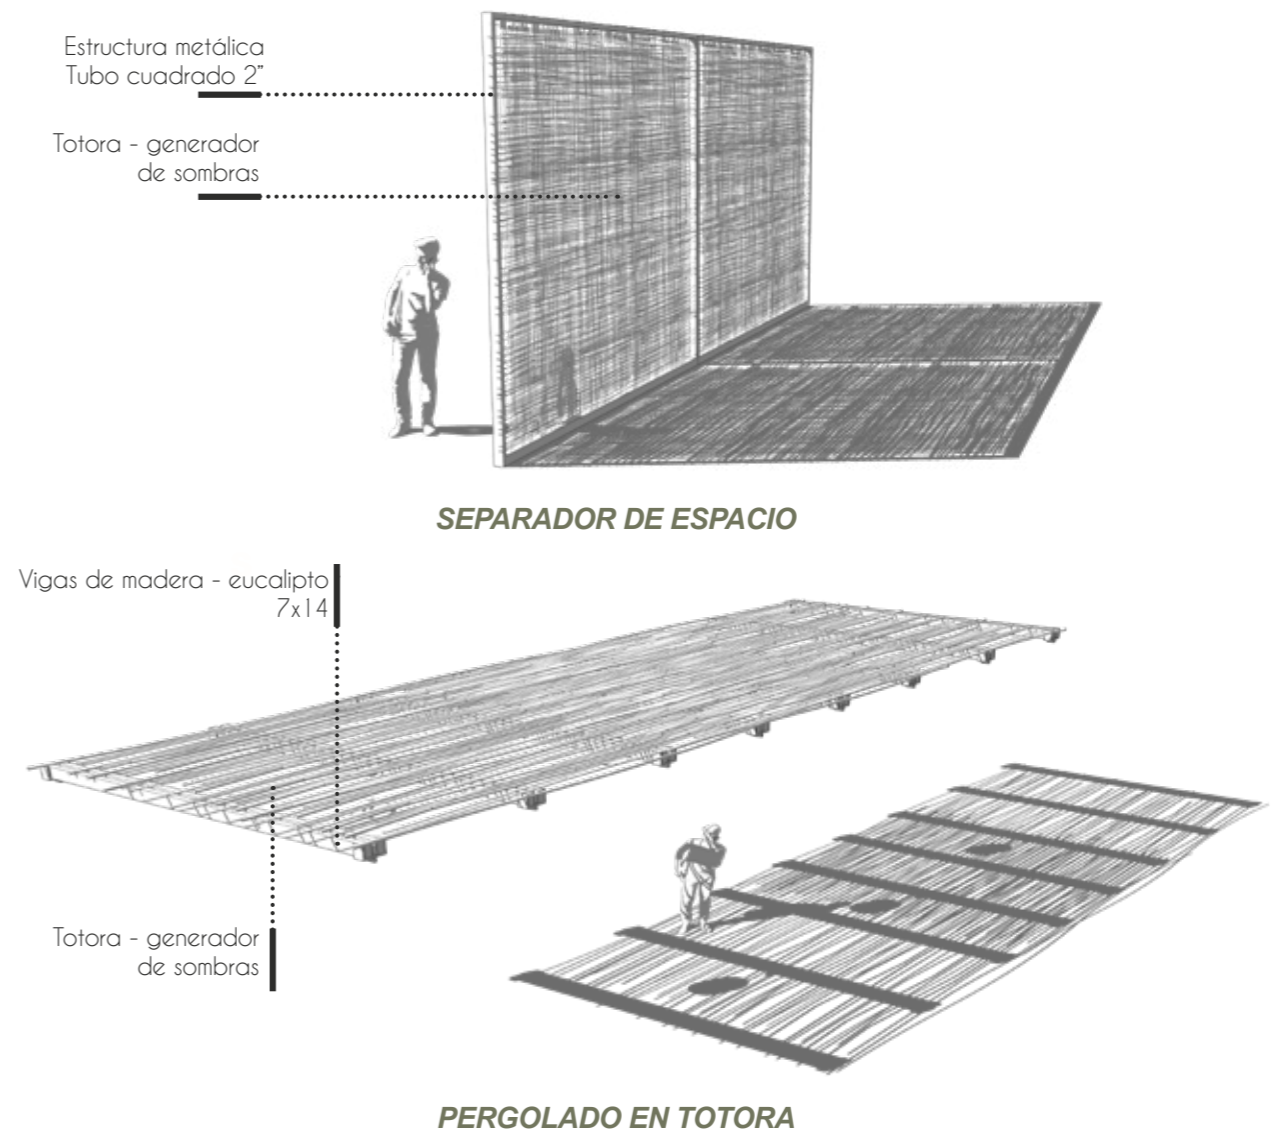 Estructura metálica
Tubo cuadrado 2”
Totora - generador
de sombras
SEPARADOR DE ESPACIO
Vigas de madera - eucalipto
7x14
Totora - generador
de sombras
PERGOLADO EN TOTORA